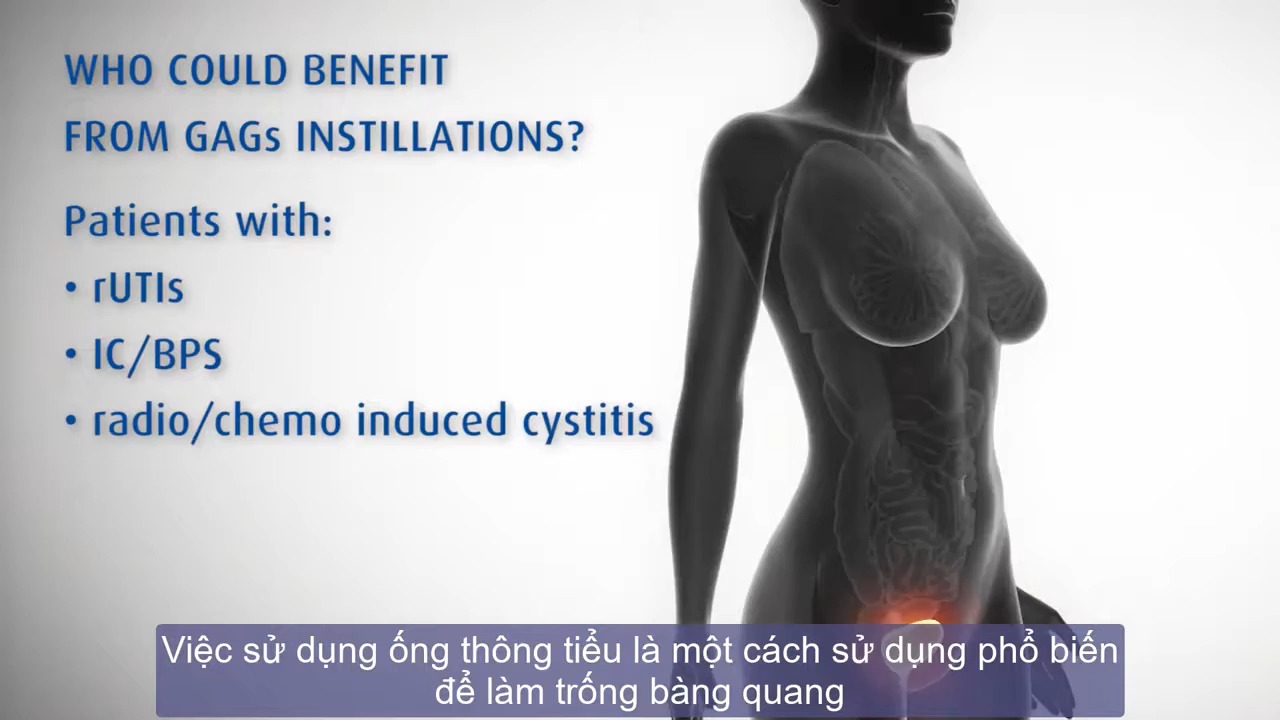 WHO COULD BENEFIT
FROM GAGs INSTILLATIONS?
Patients with:
• rUTIs
• IC/BPS
• radio/chemo induced cystitis
Việc sử dụng ống thông tiểu là một cách sử dụng phổ biến
để làm trống bàng quang